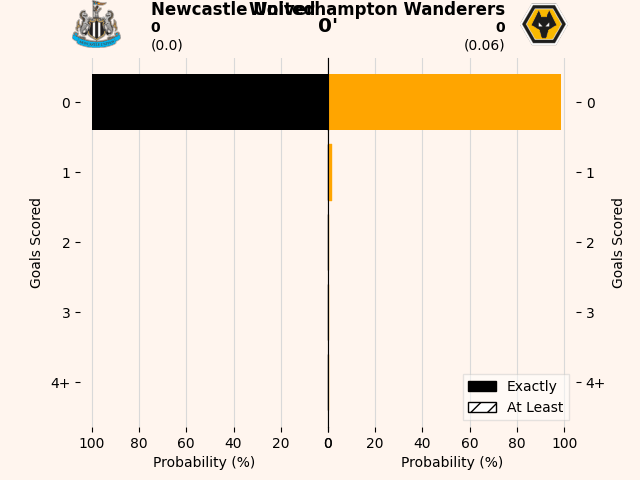 Newcastle United
Wolverhampton Wanderers
0
0'
0
(0.0)
(0.06)
0
0
1
1
2
2
3
3
4+
4+
Goals Scored
Goals Scored
Exactly
At Least
100 80 60 40 20 0 20 40 60 80 100
Probability (%)
Probability (%)